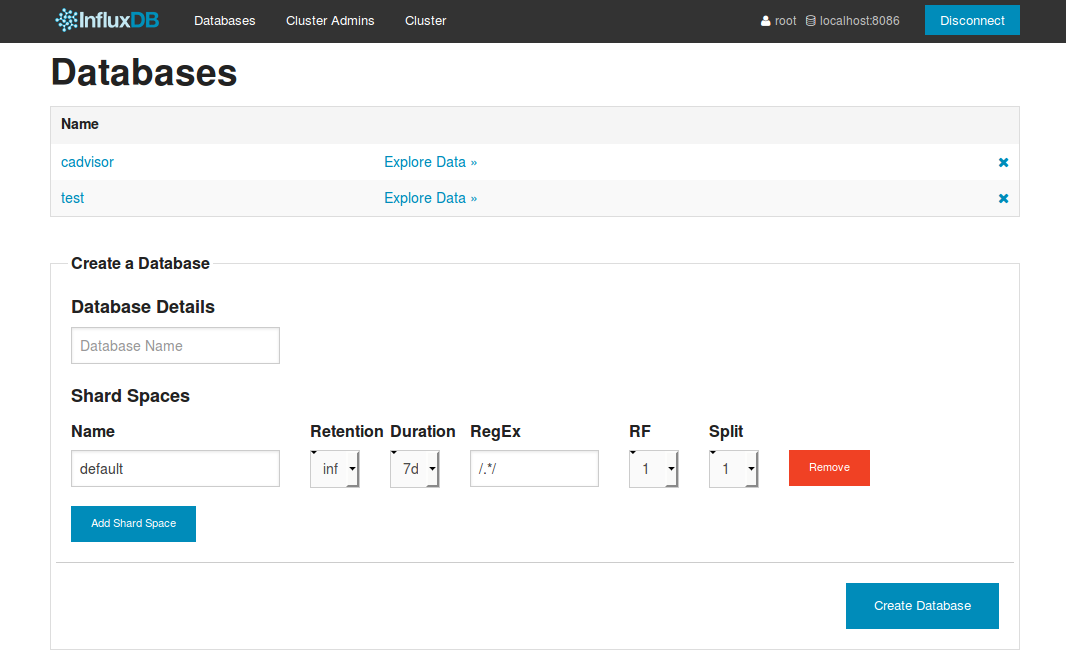 InfluxDB Databases Cluster Admins Cluster root localhost:8086 Disconnect
Databases
Name
cadvisor Explore Data » ✖
test Explore Data » ✖
Create a Database
Database Details
Database Name
Shard Spaces
Name Retention Duration RegEx RF Split
default inf 7d /.*/ 1 1 Remove
Add Shard Space
Create Database